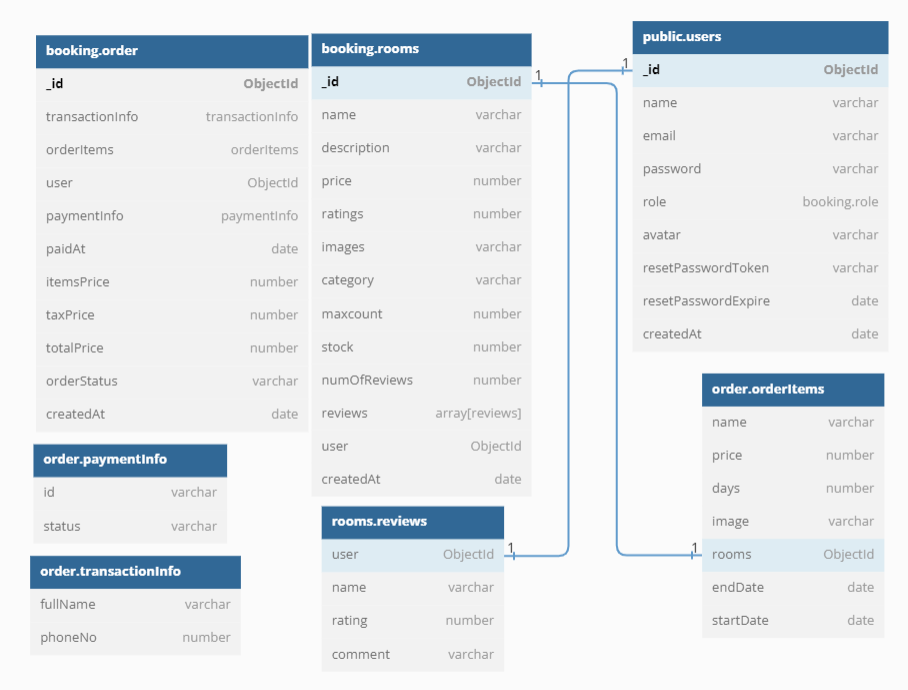 booking.order
_id ObjectId
transactionInfo transactionInfo
orderItems orderItems
user ObjectId
paymentInfo paymentInfo
paidAt date
itemsPrice number
taxPrice number
totalPrice number
orderStatus varchar
createdAt date
order.paymentInfo
id varchar
status varchar
order.transactionInfo
fullName varchar
phoneNo number
booking.rooms
_id ObjectId
1
name varchar
description varchar
price number
ratings number
images varchar
category varchar
maxcount number
stock number
numOfReviews number
reviews array[reviews]
user ObjectId
createdAt date
rooms.reviews
user ObjectId
1
name varchar
rating number
comment varchar
public.users
1
_id ObjectId
name varchar
email varchar
password varchar
role booking.role
avatar varchar
resetPasswordToken varchar
resetPasswordExpire date
createdAt date
order.orderItems
name varchar
price number
days number
image varchar
1
rooms ObjectId
endDate date
startDate date